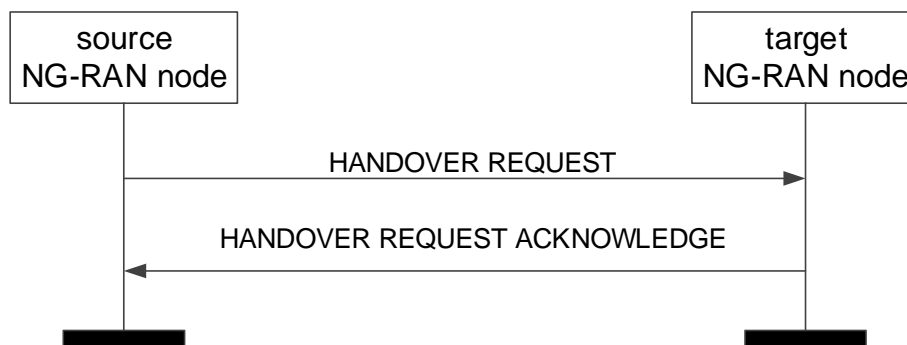 source
NG-RAN node
target
NG-RAN node
HANDOVER REQUEST
HANDOVER REQUEST ACKNOWLEDGE